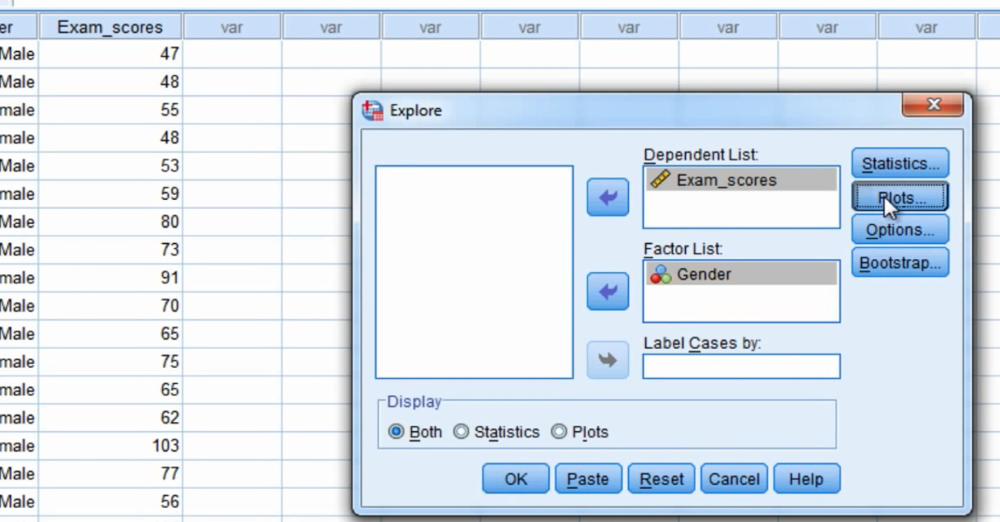 er Exam_scores var var var var var var var var
Male 47
Male 48
male 55
male 48
Male 53
male 59
Male 80
Male 73
male 91
Male 70
Male 65
male 75
male 65
male 62
male 103
Male 77
Male 56
Explore
Dependent List:
Exam_scores
Factor List:
Gender
Label Cases by:
Statistics...
Plots...
Options...
Bootstrap...
Display
Both Statistics Plots
OK Paste Reset Cancel Help